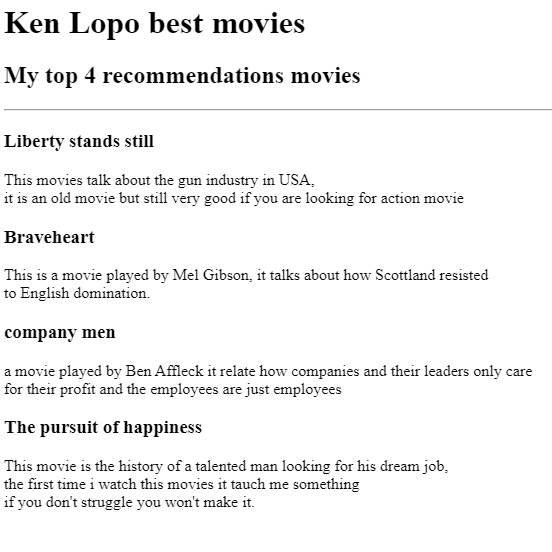 Ken Lopo best movies
My top 4 recommendations movies
Liberty stands still
This movies talk about the gun industry in USA,
it is an old movie but still very good if you are looking for action movie
Braveheart
This is a movie played by Mel Gibson, it talks about how Scottland resisted
to English domination.
company men
a movie played by Ben Affleck it relate how companies and their leaders only care
for their profit and the employees are just employees
The pursuit of happiness
This movie is the history of a talented man looking for his dream job,
the first time i watch this movies it tauch me something
if you don't struggle you won't make it.